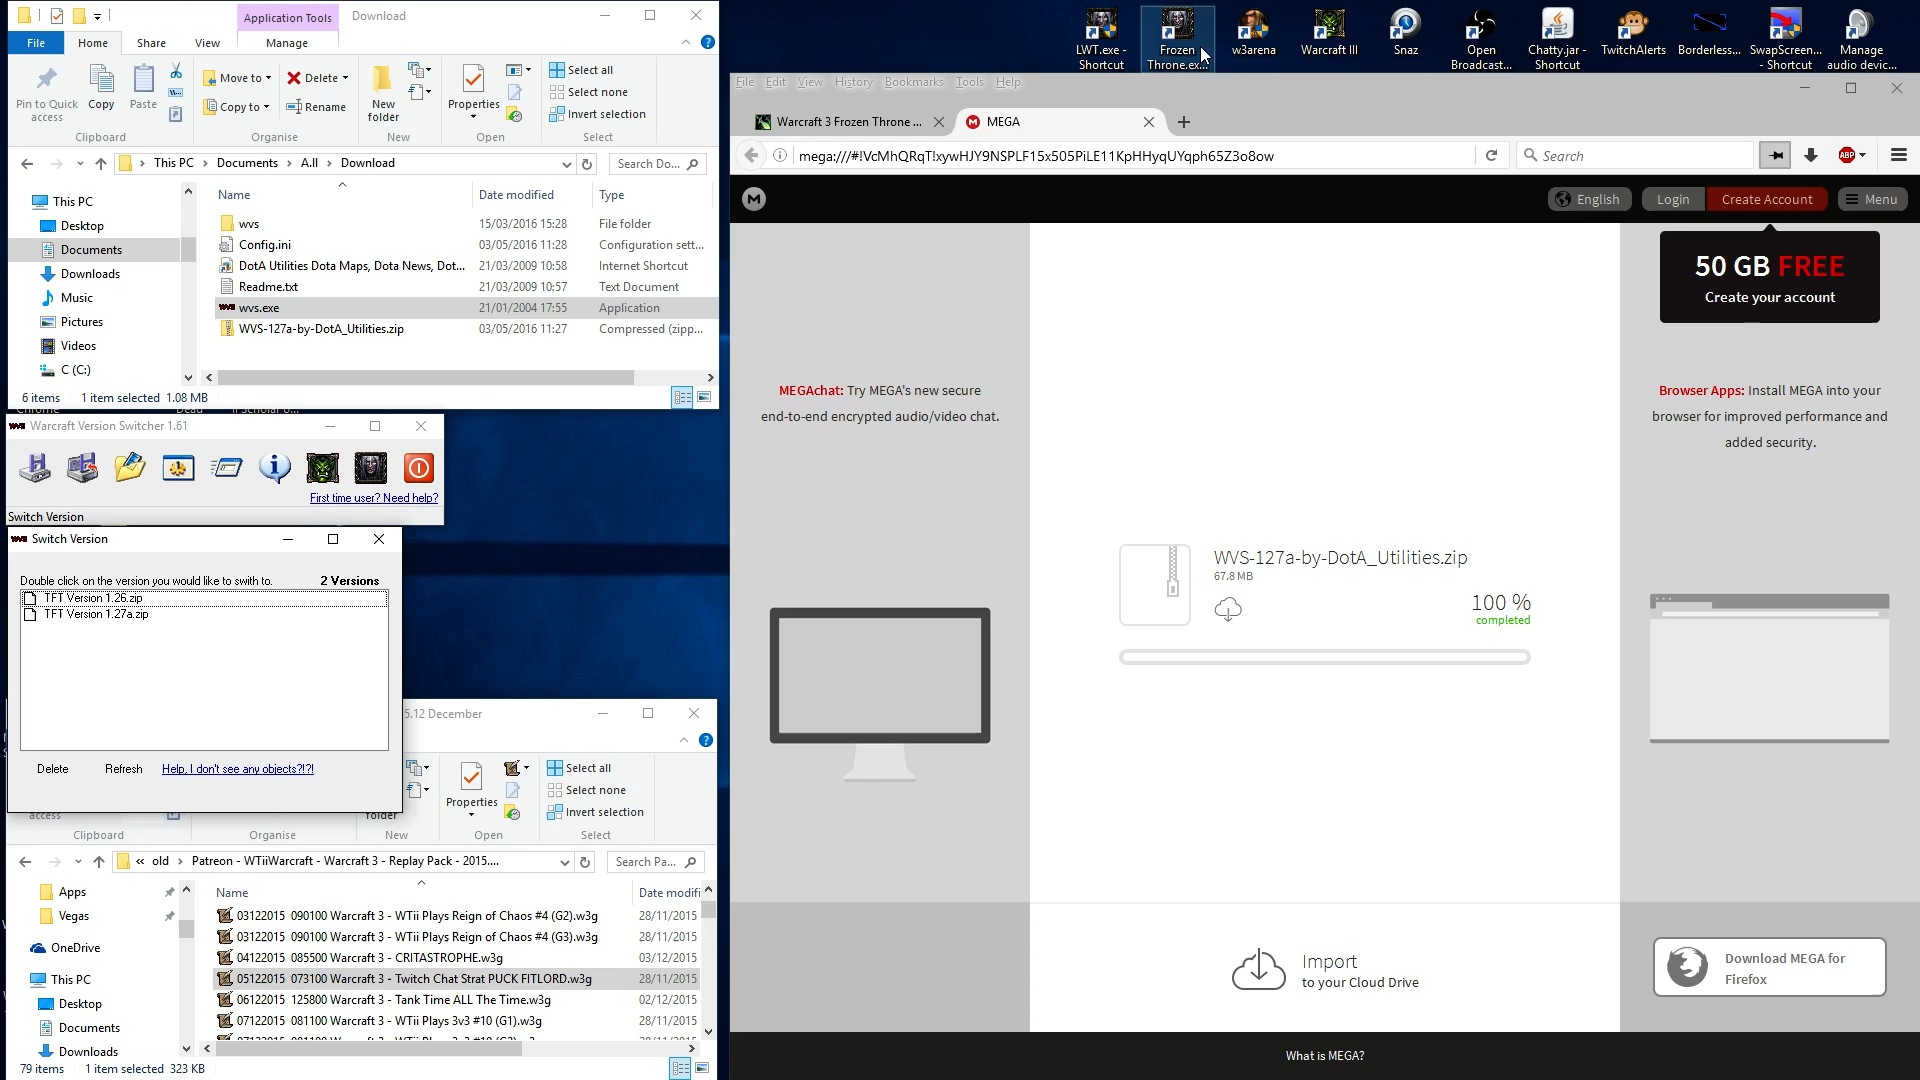 Application Tools
Download
File
Home
Share
View
Manage
Pin to Quick access
Copy
Paste
Move to
Copy to
Delete
Rename
New folder
Properties
Select all
Select none
Invert selection
Clipboard
Organise
New
Open
Select
This PC > Documents > A.ll > Download
Search Do...
This PC
Desktop
Documents
Downloads
Music
Pictures
Videos
C (C:)
Name Date modified Type
wvs 15/03/2016 15:28 File folder
Config.ini 03/05/2016 11:28 Configuration sett...
DotA Utilities Dota Maps, Dota News, Dot... 21/03/2009 10:58 Internet Shortcut
Readme.txt 21/03/2009 10:57 Text Document
wvs.exe 21/01/2004 17:55 Application
WVS-127a-by-DotA_Utilities.zip 03/05/2016 11:27 Compressed (zipp...
6 items 1 item selected 1.08 MB
Warcraft Version Switcher 1.61
First time user? Need help?
Switch Version
Switch Version
Double click on the version you would like to swith to.
2 Versions
TFT Version 1.26.zip
TFT Version 1.27a.zip
Delete
Refresh
Help, I don't see any objects?!?!
5.12 December
Properties
Select all
Select none
Invert selection
access
folder
Clipboard
Organise
New
Open
Select
« old > Patreon - WTiiWarcraft - Warcraft 3 - Replay Pack - 2015....
Search Pa...
Apps
Vegas
OneDrive
This PC
Desktop
Documents
Downloads
Name Date modifi
03122015 090100 Warcraft 3 - WTii Plays Reign of Chaos #4 (G2).w3g 28/11/2015
03122015 090100 Warcraft 3 - WTii Plays Reign of Chaos #4 (G3).w3g 28/11/2015
04122015 085500 Warcraft 3 - CRITASTROPHE.w3g 03/12/2015
05122015 073100 Warcraft 3 - Twitch Chat Strat PUCK FITLORD.w3g 28/11/2015
06122015 125800 Warcraft 3 - Tank Time ALL The Time.w3g 02/12/2015
07122015 081100 Warcraft 3 - WTii Plays 3v3 #10 (G1).w3g 28/11/2015
79 items 1 item selected 323 KB
LWT.exe - Shortcut
Frozen Throne.ex...
w3arena
Warcraft III
Snaz
Open Broadcast...
Chatty.jar - Shortcut
TwitchAlerts
Borderless...
SwapScreen... - Shortcut
Manage audio devic...
File Edit View History Bookmarks Tools Help
Warcraft 3 Frozen Throne ...
MEGA
mega:///#!VcMhQRqT!xywHJY9NSPLF15x505PiLE11KpHHyqUYqph65Z3o8ow
Search
ABP
M
English
Login
Create Account
Menu
50 GB FREE
Create your account
MEGAchat: Try MEGA's new secure
end-to-end encrypted audio/video chat.
Browser Apps: Install MEGA into your
browser for improved performance and
added security.
WVS-127a-by-DotA_Utilities.zip
67.8 MB
100 %
completed
Import
to your Cloud Drive
Download MEGA for
Firefox
What is MEGA?